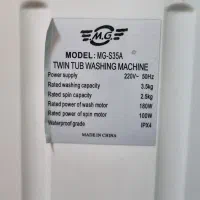 M.G.
MODEL: MG-S35A
TWIN TUB WASHING MACHINE
Power supply 220V~ 50Hz
Rated washing capacity 3.5kg
Rated spin capacity 2.5kg
Rated power of wash motor 180W
Rated power of spin motor 100W
Waterproof grade IPX4
MADE IN CHINA